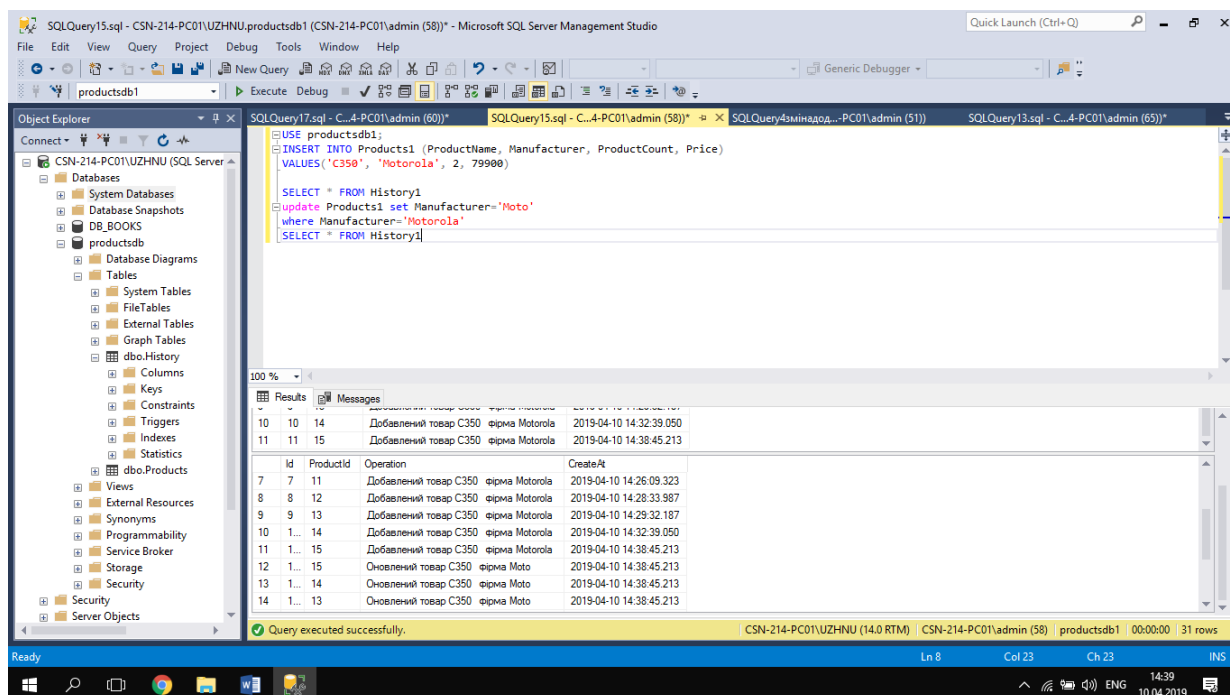 SQLQuery15.sql - CSN-214-PC01\UZHNU.productsdb1 (CSN-214-PC01\admin (58))* - Microsoft SQL Server Management Studio
Quick Launch (Ctrl+Q)
File Edit View Query Project Debug Tools Window Help
New Query Generic Debugger
productsdb1 Execute Debug
Object Explorer
SQLQuery17.sql - C...4-PC01\admin (60))* SQLQuery15.sql - C...4-PC01\admin (58))* SQLQuery4змінадод...-PC01\admin (51)) SQLQuery13.sql - C...4-PC01\admin (65))*
Connect
CSN-214-PC01\UZHNU (SQL Server
Databases
System Databases
Database Snapshots
DB_BOOKS
productsdb
Database Diagrams
Tables
System Tables
FileTables
External Tables
Graph Tables
dbo.History
Columns
Keys
Constraints
Triggers
Indexes
Statistics
dbo.Products
Views
External Resources
Synonyms
Programmability
Service Broker
Storage
Security
Security
Server Objects
USE productsdb1;
INSERT INTO Products1 (ProductName, Manufacturer, ProductCount, Price)
VALUES('C350', 'Motorola', 2, 79900)
SELECT * FROM History1
update Products1 set Manufacturer='Moto'
where Manufacturer='Motorola'
SELECT * FROM History1
100 %
Results Messages
10 10 14 Добавлений товар C350 фірма Motorola 2019-04-10 14:32:39.050
11 11 15 Добавлений товар C350 фірма Motorola 2019-04-10 14:38:45.213
Id ProductId Operation CreateAt
7 7 11 Добавлений товар C350 фірма Motorola 2019-04-10 14:26:09.323
8 8 12 Добавлений товар C350 фірма Motorola 2019-04-10 14:28:33.987
9 9 13 Добавлений товар C350 фірма Motorola 2019-04-10 14:29:32.187
10 1... 14 Добавлений товар C350 фірма Motorola 2019-04-10 14:32:39.050
11 1... 15 Добавлений товар C350 фірма Motorola 2019-04-10 14:38:45.213
12 1... 15 Оновлений товар C350 фірма Moto 2019-04-10 14:38:45.213
13 1... 14 Оновлений товар C350 фірма Moto 2019-04-10 14:38:45.213
14 1... 13 Оновлений товар C350 фірма Moto 2019-04-10 14:38:45.213
Query executed successfully. CSN-214-PC01\UZHNU (14.0 RTM) CSN-214-PC01\admin (58) productsdb1 00:00:00 31 rows
Ready Ln 8 Col 23 Ch 23 INS
ENG 14:39
10.04.2019